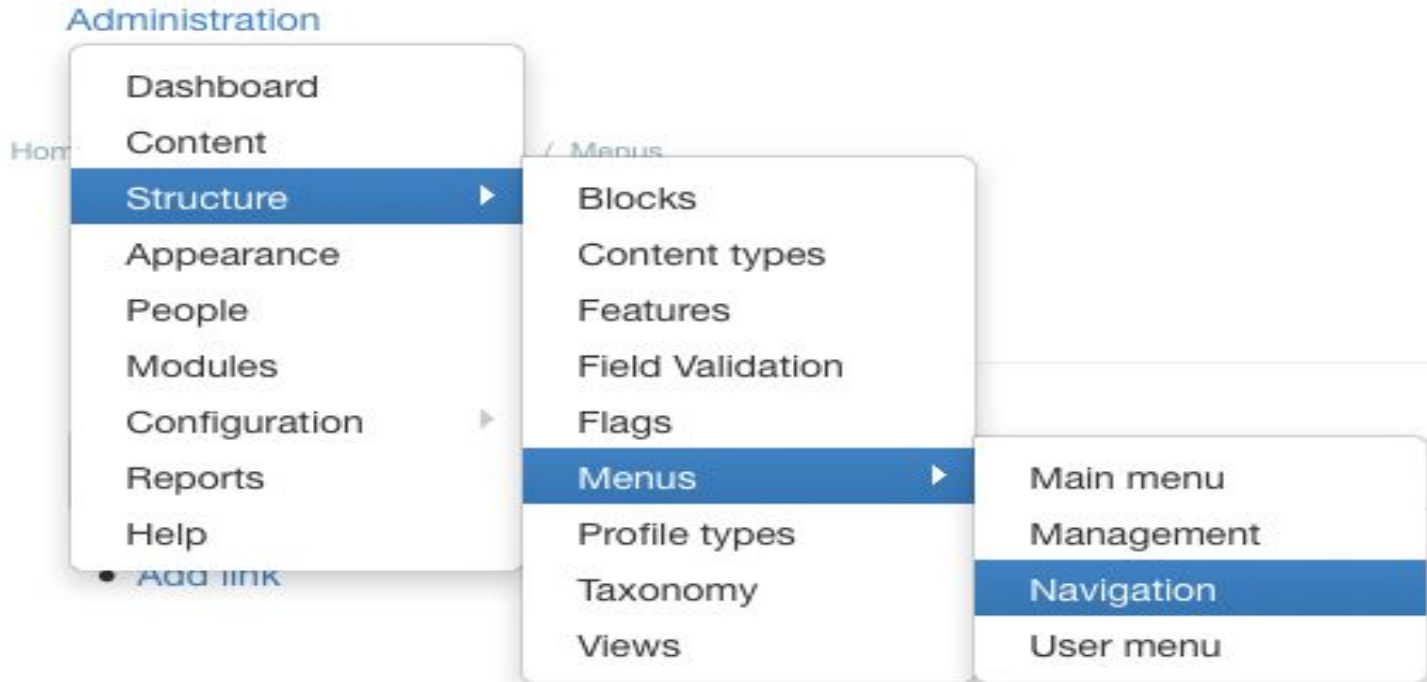 Administration
Dashboard
Content
Hom / Menus
Structure
Appearance
People
Modules
Configuration
Reports
Help
Add link
Blocks
Content types
Features
Field Validation
Flags
Menus
Profile types
Taxonomy
Views
Main menu
Management
Navigation
User menu